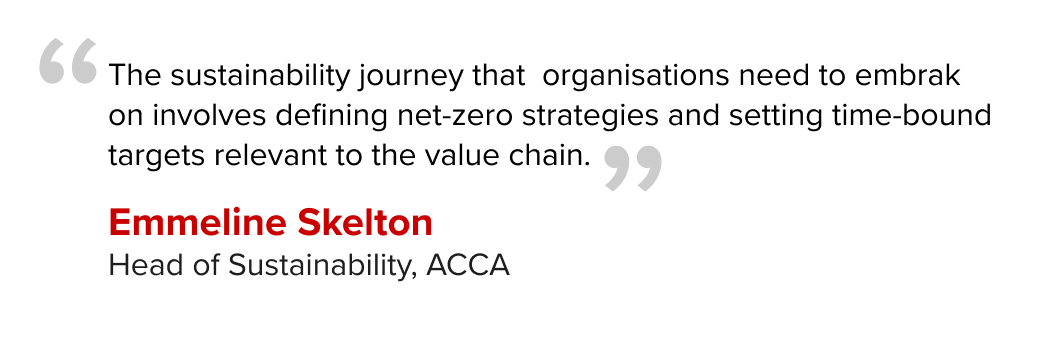 “The sustainability journey that  organisations need to embrak
on involves defining net-zero strategies and setting time-bound
targets relevant to the value chain.”
Emmeline Skelton
Head of Sustainability, ACCA